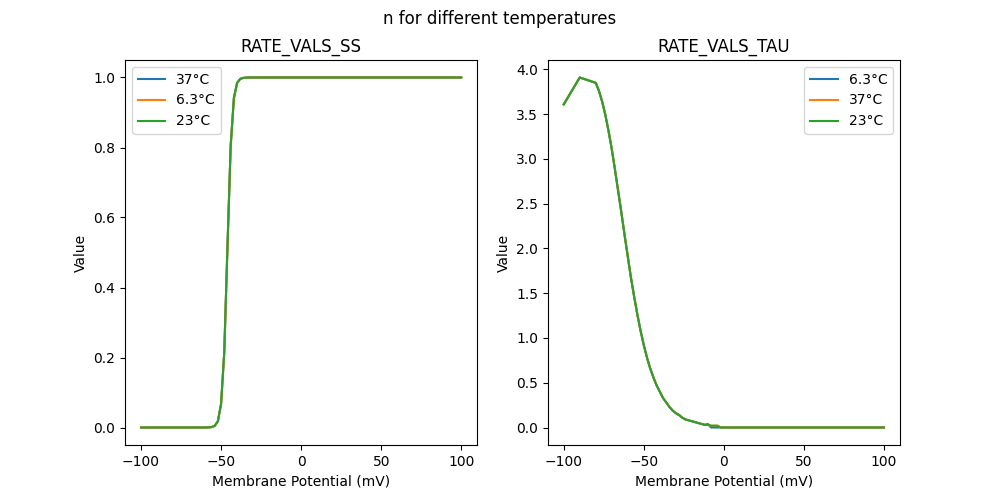 n for different temperatures
RATE_VALS_SS
1.0
0.8
0.6
0.4
0.2
0.0
Value
37°C
6.3°C
23°C
−100
−50
0
50
100
Membrane Potential (mV)
RATE_VALS_TAU
4.0
3.5
3.0
2.5
2.0
1.5
1.0
0.5
0.0
Value
6.3°C
37°C
23°C
−100
−50
0
50
100
Membrane Potential (mV)